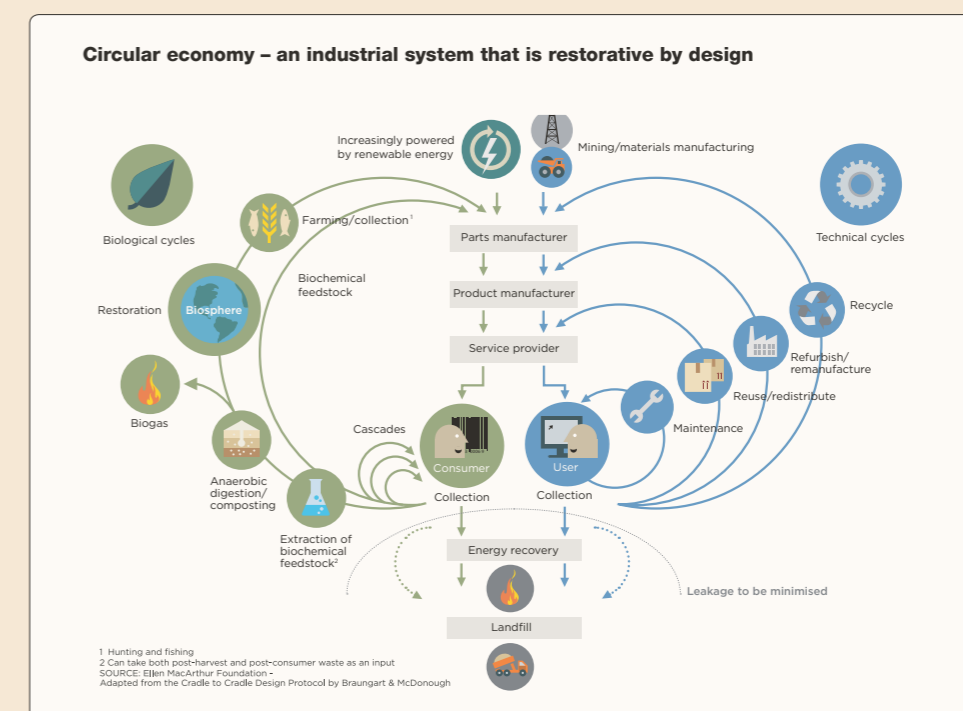 Circular economy – an industrial system that is restorative by design
Increasingly powered
by renewable energy
Mining/materials manufacturing
Biological cycles
Farming/collection¹
Technical cycles
Parts manufacturer
Biochemical
feedstock
Product manufacturer
Restoration
Biosphere
Recycle
Service provider
Refurbish/
remanufacture
Reuse/redistribute
Biogas
Cascades
Maintenance
Consumer
User
Anaerobic
digestion/
composting
Collection
Collection
Extraction of
biochemical
feedstock²
Energy recovery
Leakage to be minimised
Landfill
1 Hunting and fishing
2 Can take both post-harvest and post-consumer waste as an input
SOURCE: Ellen MacArthur Foundation -
Adapted from the Cradle to Cradle Design Protocol by Braungart & McDonough